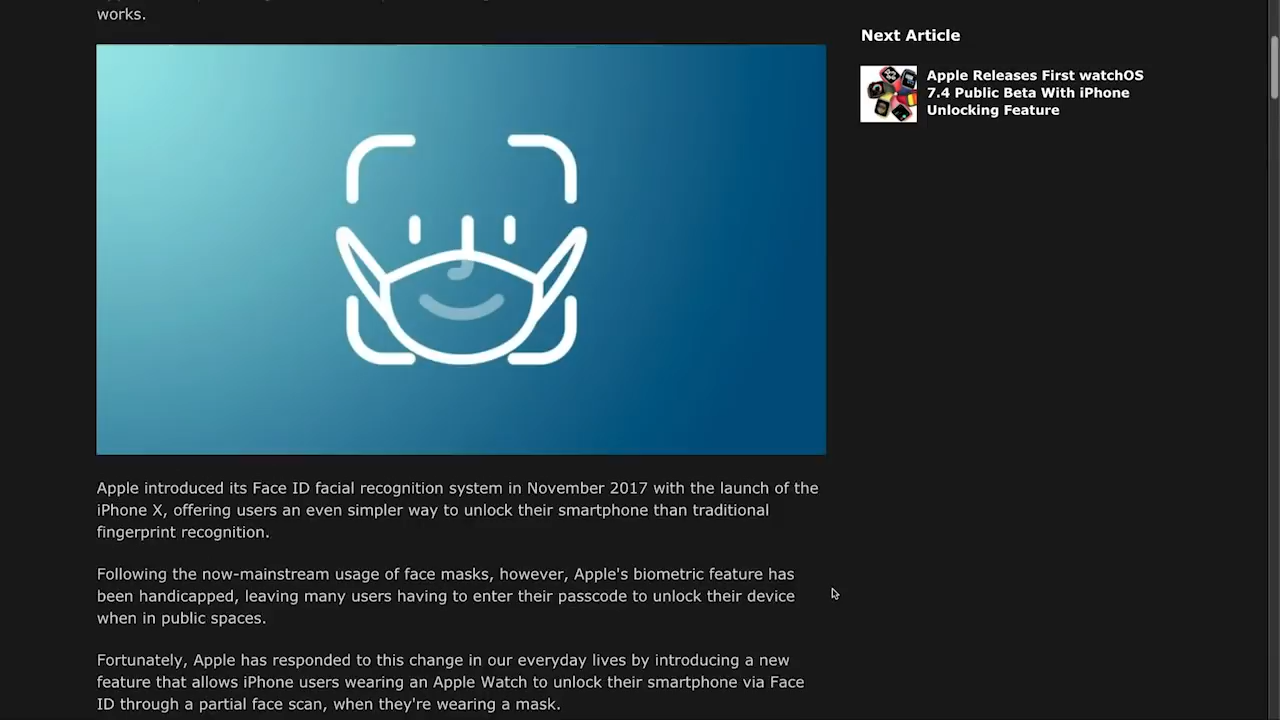 works.
Next Article
Apple Releases First watchOS
7.4 Public Beta With iPhone
Unlocking Feature
Apple introduced its Face ID facial recognition system in November 2017 with the launch of the
iPhone X, offering users an even simpler way to unlock their smartphone than traditional
fingerprint recognition.
Following the now-mainstream usage of face masks, however, Apple's biometric feature has
been handicapped, leaving many users having to enter their passcode to unlock their device
when in public spaces.
Fortunately, Apple has responded to this change in our everyday lives by introducing a new
feature that allows iPhone users wearing an Apple Watch to unlock their smartphone via Face
ID through a partial face scan, when they're wearing a mask.